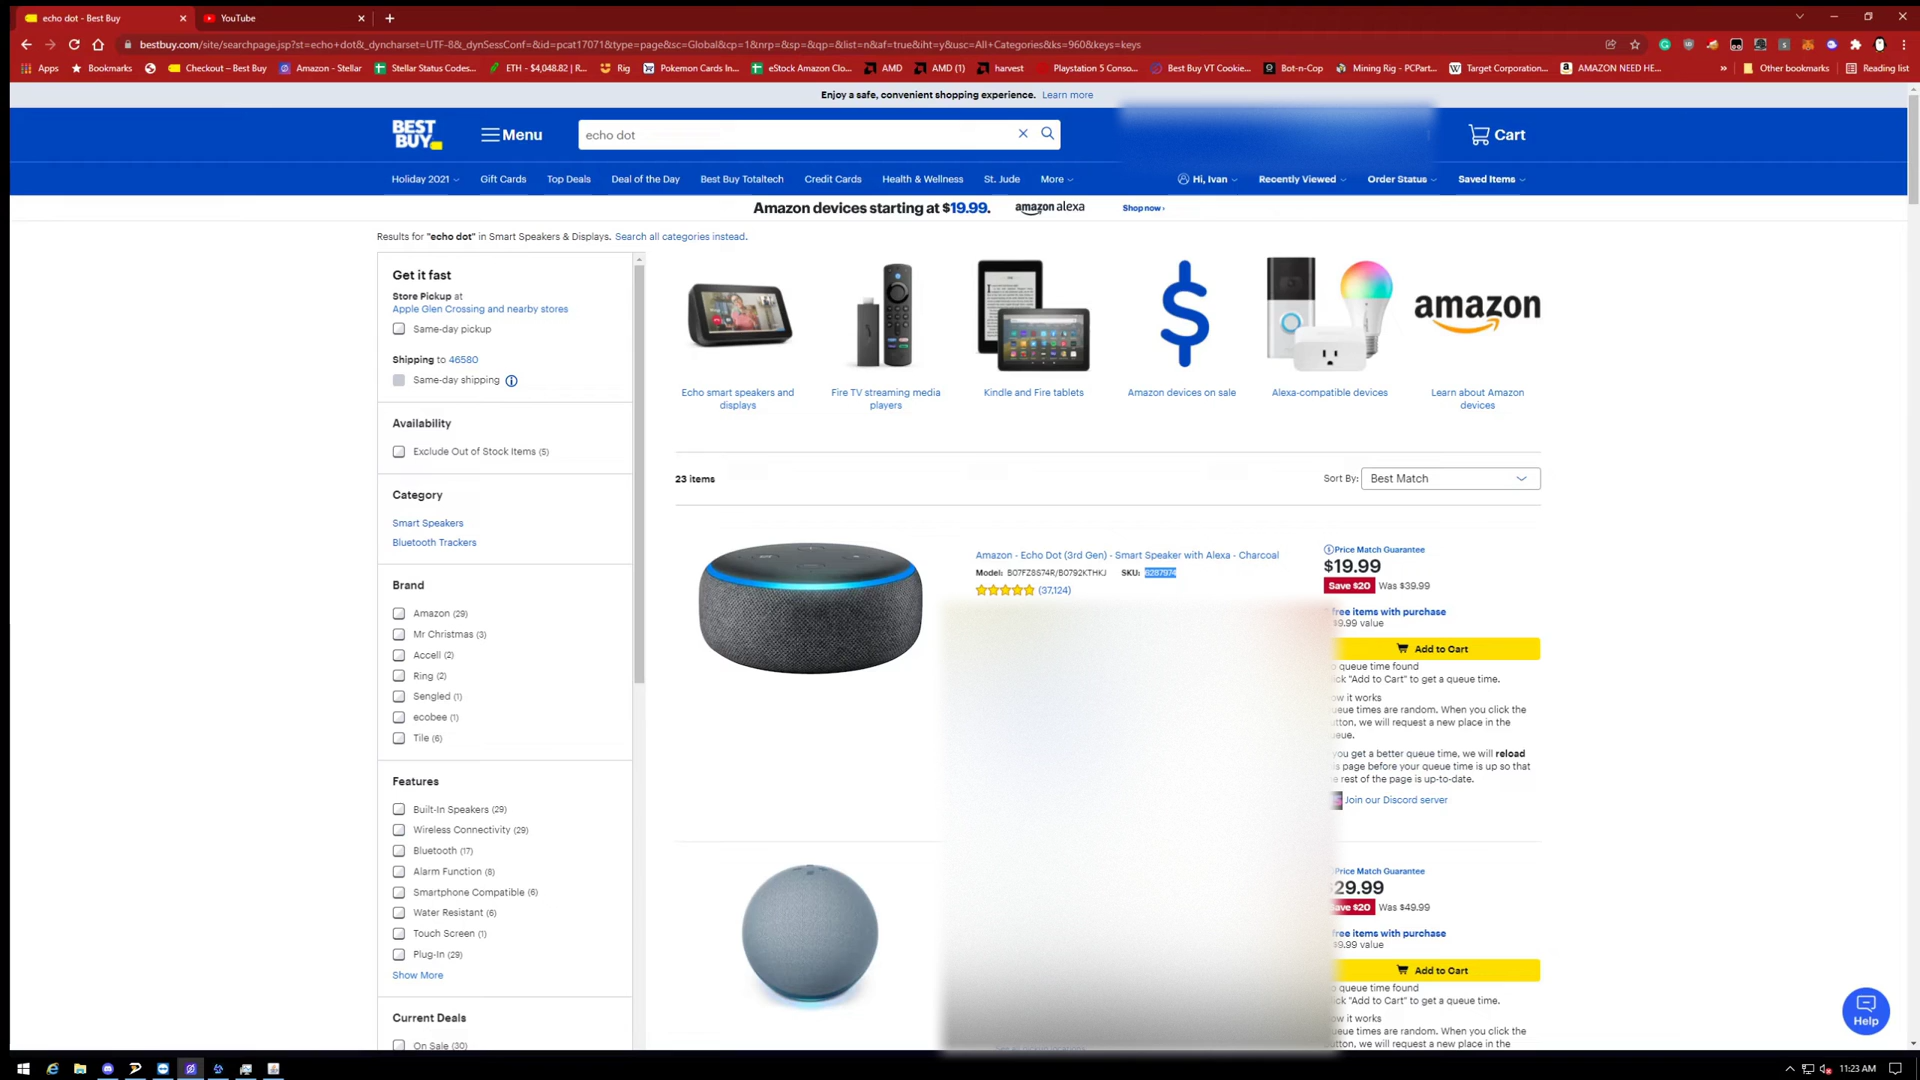 echo dot - Best Buy
YouTube
bestbuy.com/site/searchpage.jsp?st=echo+dot&_dyncharset=UTF-8&_dynSessConf=&id=pcat17071&type=page&sc=Global&cp=1&nrp=&sp=&qp=&list=n&af=true&iht=y&usc=All+Categories&ks=960&keys=keys
Apps
Bookmarks
Checkout – Best Buy
Amazon - Stellar
Stellar Status Codes...
ETH - $4,048.82 | R...
Rig
Pokemon Cards In...
eStock Amazon Clo...
AMD
AMD (1)
harvest
Playstation 5 Conso...
Best Buy VT Cookie...
Bot-n-Cop
Mining Rig - PCPart...
Target Corporation...
AMAZON NEED HE...
»
Other bookmarks
Reading list
Enjoy a safe, convenient shopping experience. Learn more
BEST BUY
Menu
echo dot
Cart
Holiday 2021
Gift Cards
Top Deals
Deal of the Day
Best Buy Totaltech
Credit Cards
Health & Wellness
St. Jude
More
Hi, Ivan
Recently Viewed
Order Status
Saved Items
Amazon devices starting at $19.99. amazon alexa Shop now ›
Results for "echo dot" in Smart Speakers & Displays. Search all categories instead.
Get it fast
Store Pickup at
Apple Glen Crossing and nearby stores
Same-day pickup
Shipping to 46580
Same-day shipping
Availability
Exclude Out of Stock Items (5)
Category
Smart Speakers
Bluetooth Trackers
Brand
Amazon (29)
Mr Christmas (3)
Accell (2)
Ring (2)
Sengled (1)
ecobee (1)
Tile (6)
Features
Built-In Speakers (29)
Wireless Connectivity (29)
Bluetooth (17)
Alarm Function (8)
Smartphone Compatible (6)
Water Resistant (6)
Touch Screen (1)
Plug-In (29)
Show More
Current Deals
On Sale (30)
amazon
Echo smart speakers and
displays
Fire TV streaming media
players
Kindle and Fire tablets
Amazon devices on sale
Alexa-compatible devices
Learn about Amazon
devices
23 items
Sort By: Best Match
Amazon - Echo Dot (3rd Gen) - Smart Speaker with Alexa - Charcoal
Model: B07FZ8S74R/B0792KTHKJ SKU: 6287974
(37,124)
Price Match Guarantee
$19.99
Save $20 Was $39.99
free items with purchase
$9.99 value
Add to Cart
queue time found
"Add to Cart" to get a queue time.
works
times are random. When you click the
we will request a new place in the
you get a better queue time, we will reload
page before your queue time is up so that
rest of the page is up-to-date.
Join our Discord server
Price Match Guarantee
$29.99
Save $20 Was $49.99
free items with purchase
$9.99 value
Add to Cart
queue time found
"Add to Cart" to get a queue time.
works
times are random. When you click the
we will request a new place in the
Help
11:23 AM